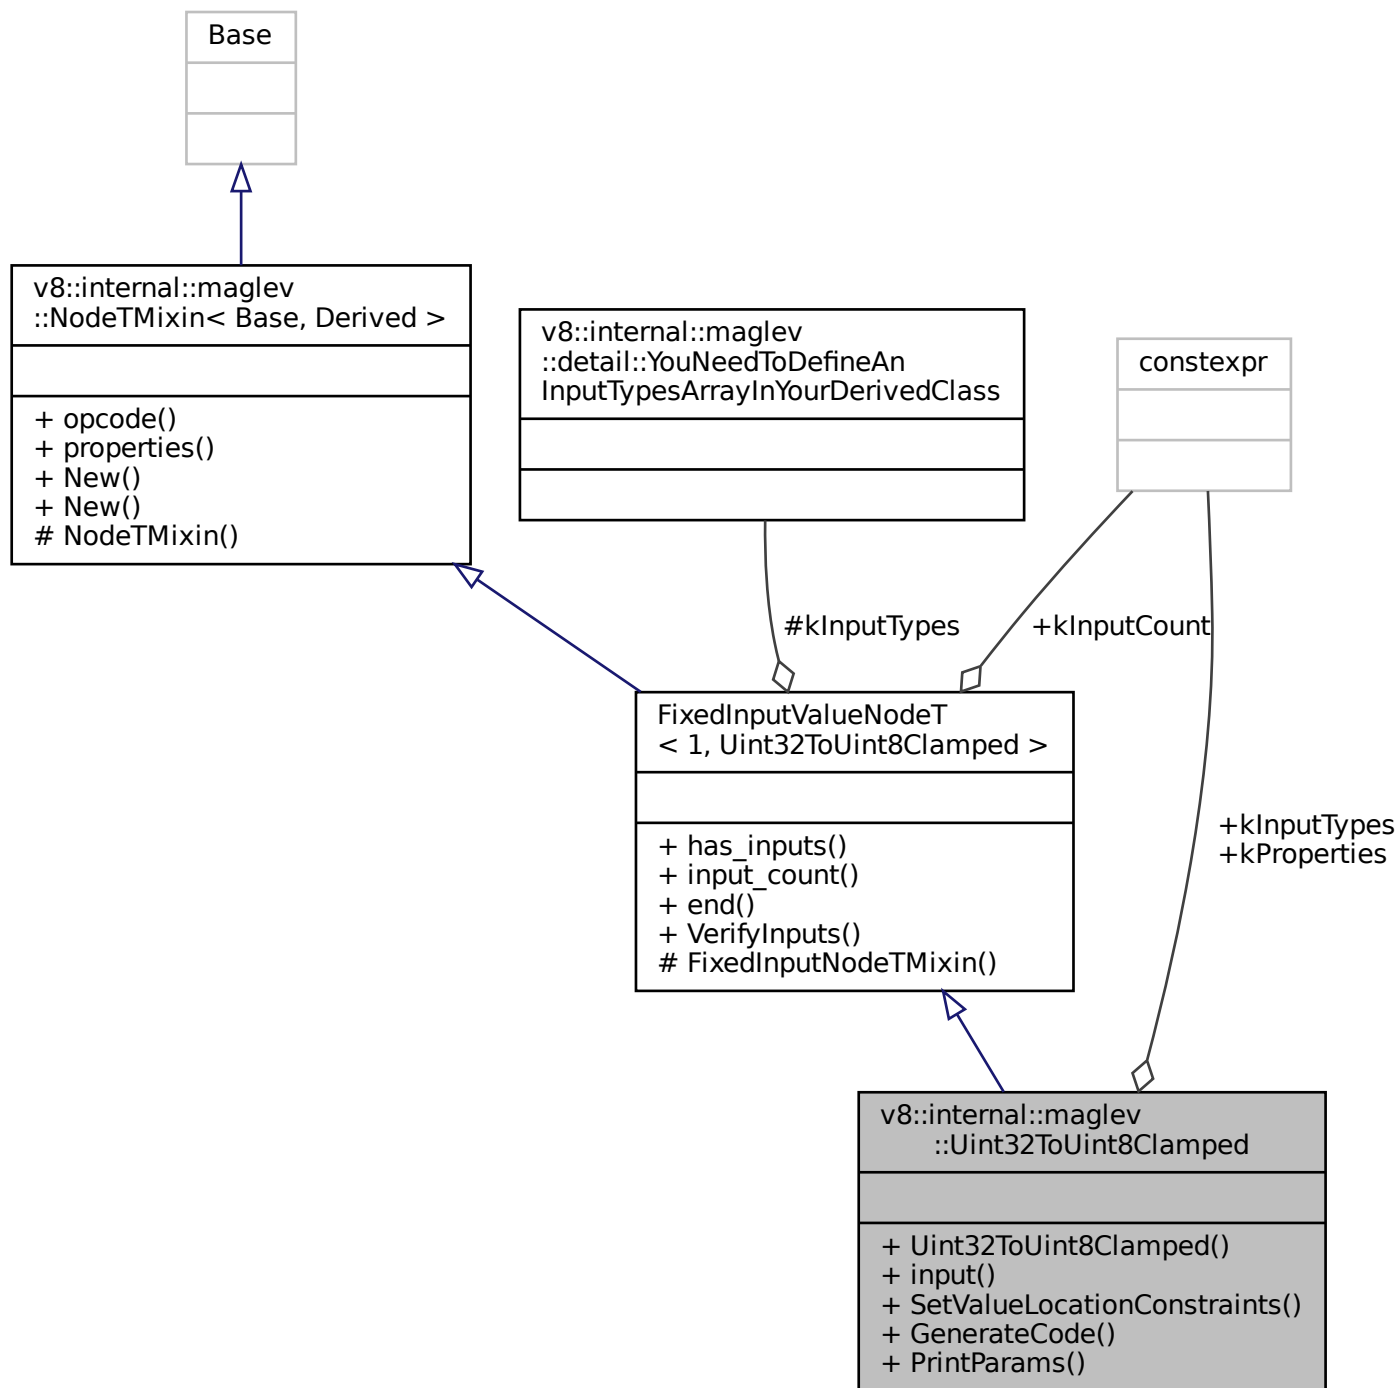 Base
v8::internal::maglev
::NodeTMixin< Base, Derived >
+ opcode()
+ properties()
+ New()
+ New()
# NodeTMixin()
v8::internal::maglev
::detail::YouNeedToDefineAn
InputTypesArrayInYourDerivedClass
constexpr
#kInputTypes
+kInputCount
FixedInputValueNodeT
< 1, Uint32ToUint8Clamped >
+ has_inputs()
+ input_count()
+ end()
+ VerifyInputs()
# FixedInputNodeTMixin()
+kInputTypes
+kProperties
v8::internal::maglev
::Uint32ToUint8Clamped
+ Uint32ToUint8Clamped()
+ input()
+ SetValueLocationConstraints()
+ GenerateCode()
+ PrintParams()